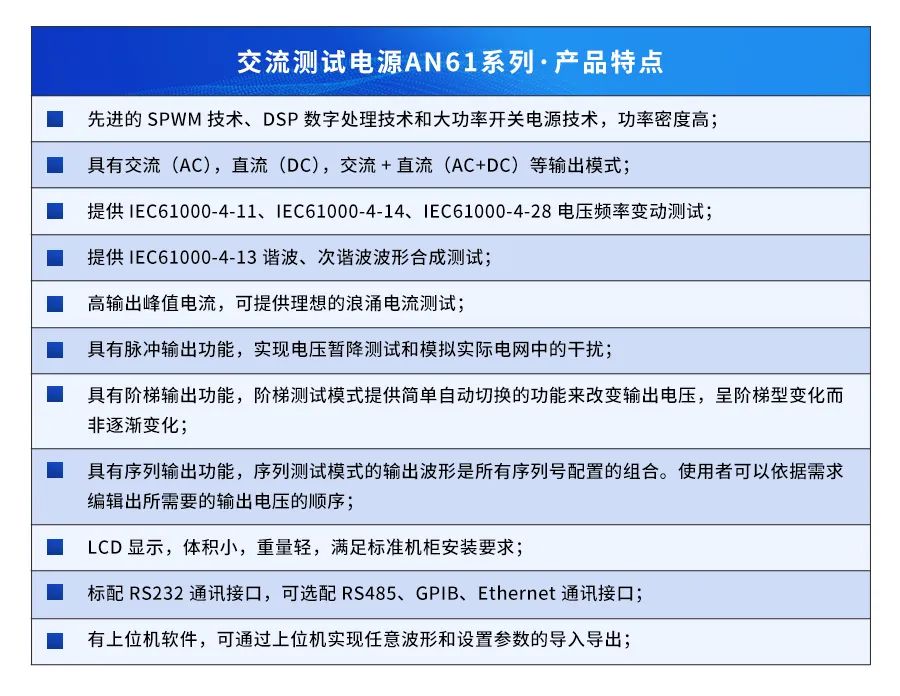 交流测试电源AN61系列·产品特点
先进的 SPWM 技术、DSP 数字处理技术和大功率开关电源技术，功率密度高；
具有交流（AC），直流（DC），交流 + 直流（AC+DC）等输出模式；
提供 IEC61000-4-11、IEC61000-4-14、IEC61000-4-28 电压频率变动测试；
提供 IEC61000-4-13 谐波、次谐波波形合成测试；
高输出峰值电流，可提供理想的浪涌电流测试；
具有脉冲输出功能，实现电压暂降测试和模拟实际电网中的干扰；
具有阶梯输出功能，阶梯测试模式提供简单自动切换的功能来改变输出电压，呈阶梯型变化而
非逐渐变化；
具有序列输出功能，序列测试模式的输出波形是所有序列号配置的组合。使用者可以依据需求
编辑出所需要的输出电压的顺序；
LCD 显示，体积小，重量轻，满足标准机柜安装要求；
标配 RS232 通讯接口，可选配 RS485、GPIB、Ethernet 通讯接口；
有上位机软件，可通过上位机实现任意波形和设置参数的导入导出；